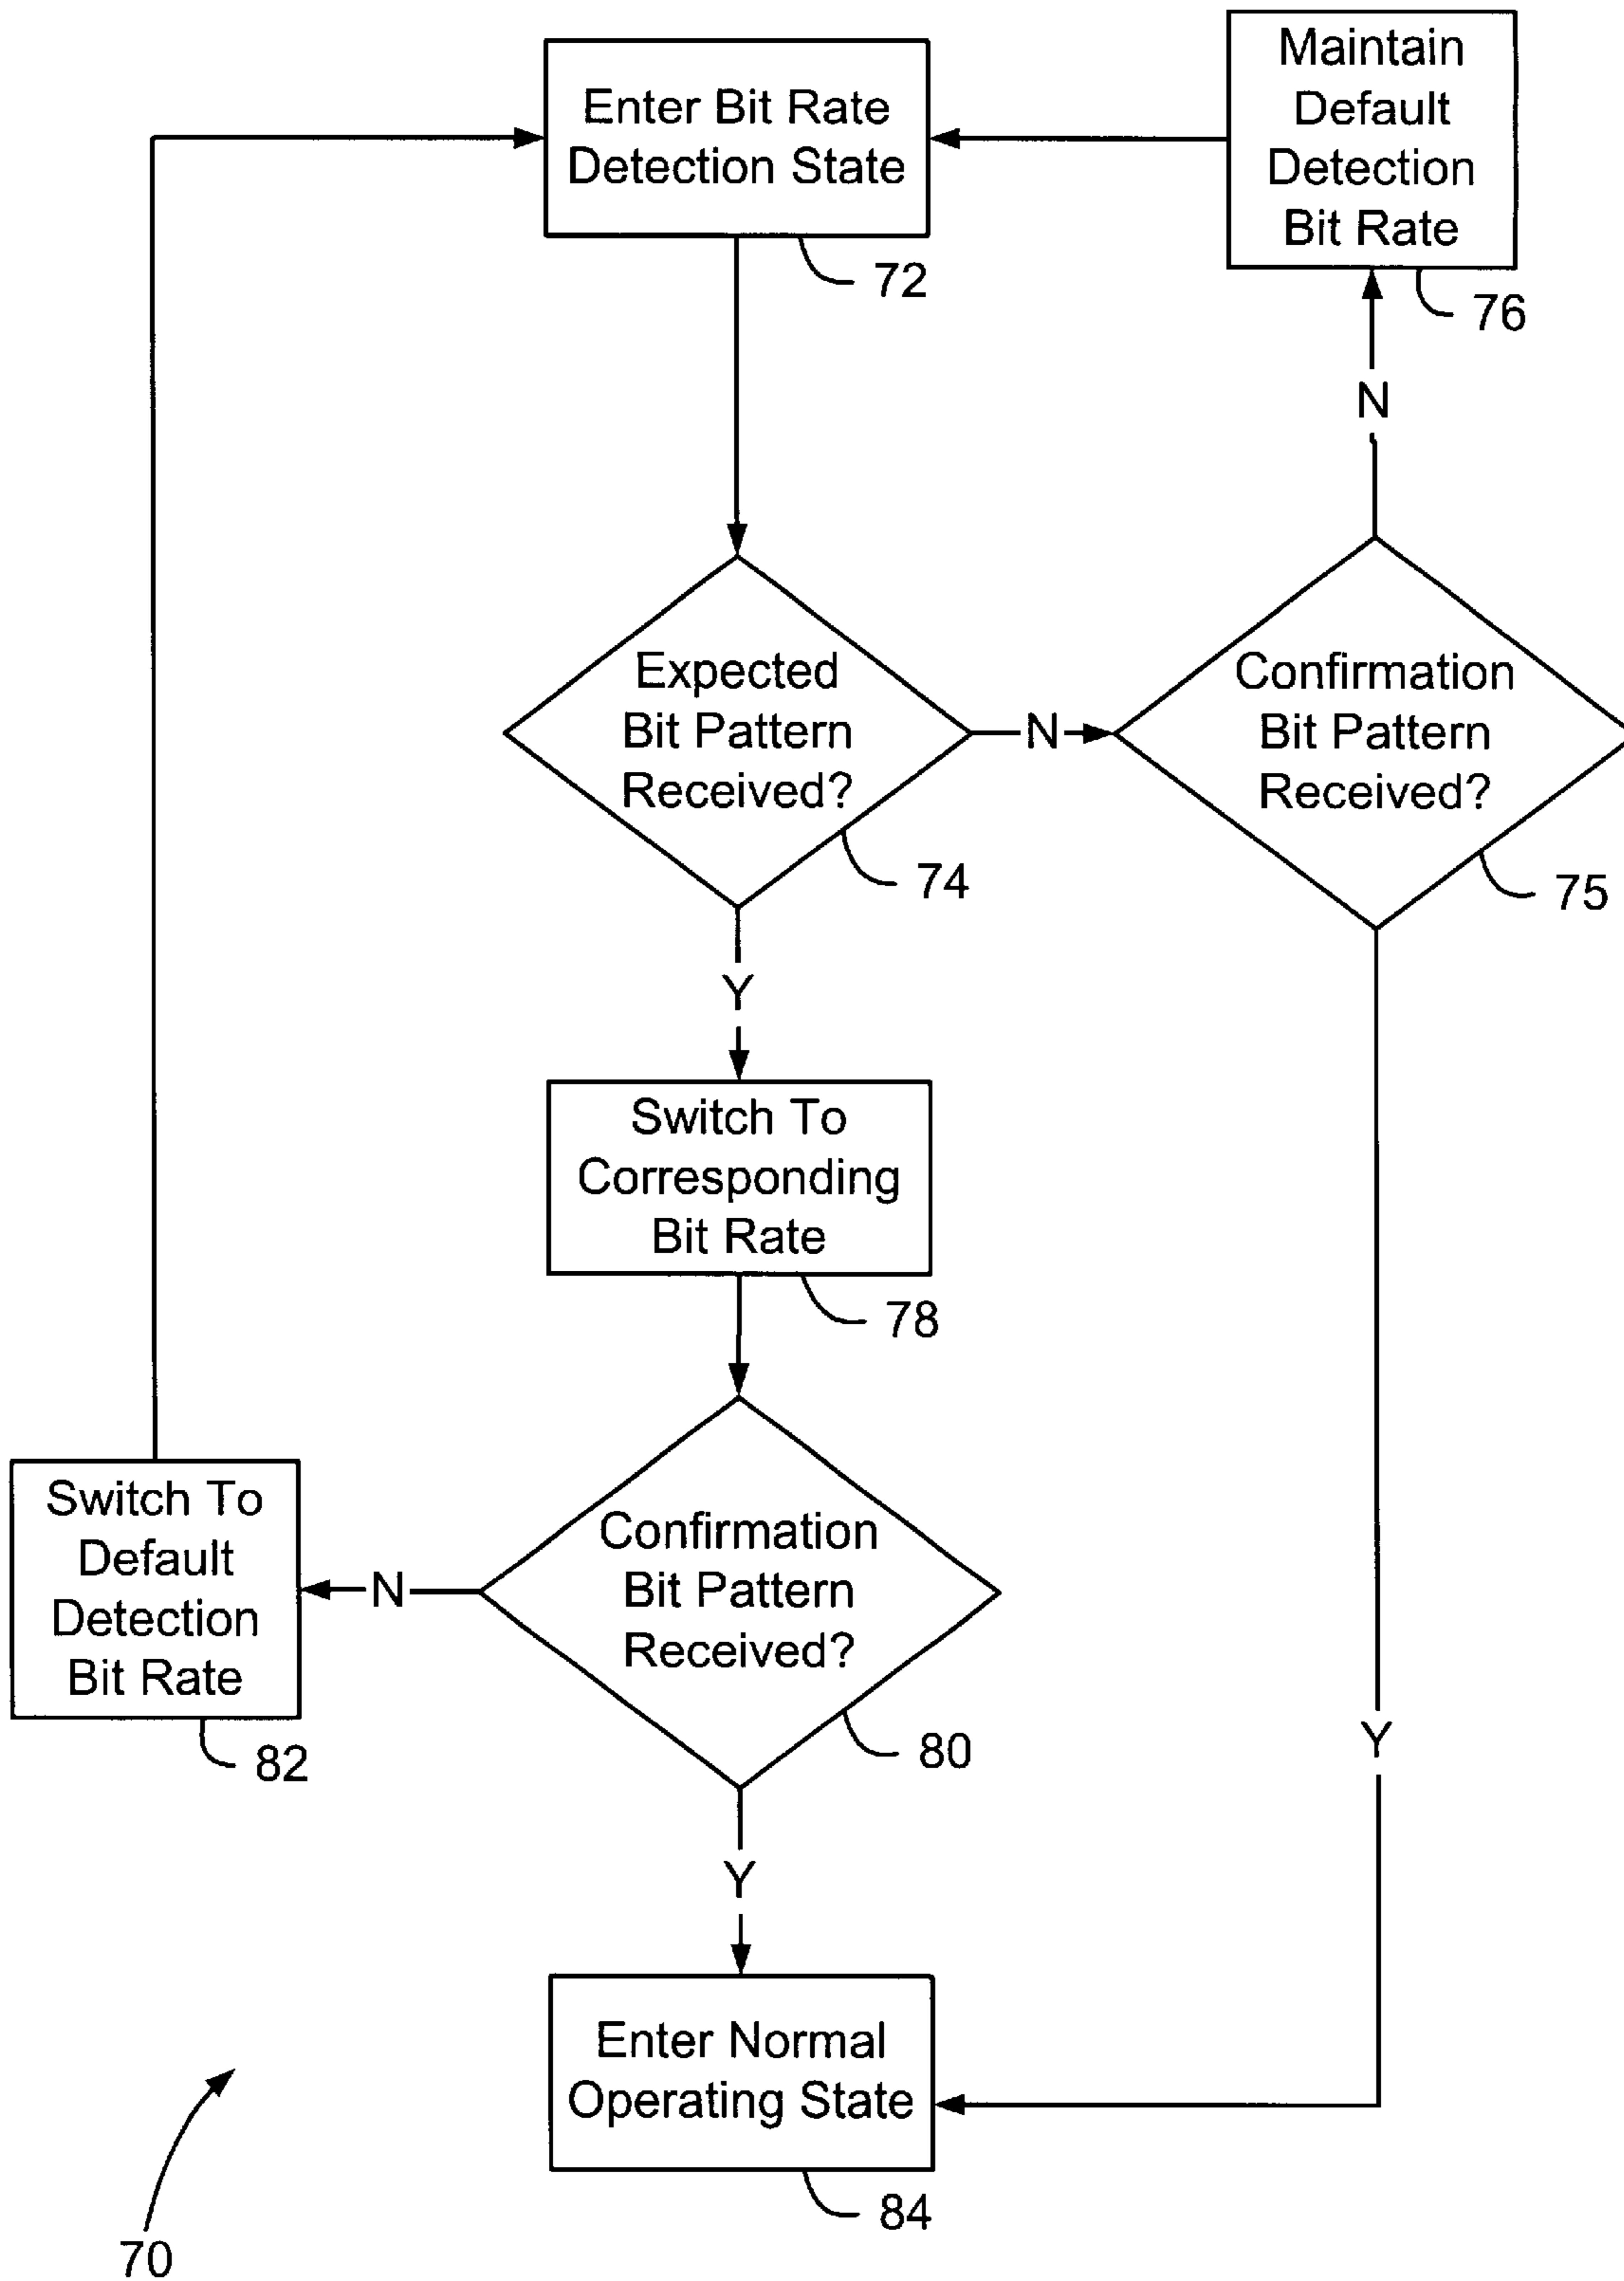 Enter Bit Rate
Detection State
72
Maintain
Default
Detection
Bit Rate
76
N
Expected
Bit Pattern
Received?
74
N
Confirmation
Bit Pattern
Received?
75
Y
Switch To
Corresponding
Bit Rate
78
Switch To
Default
Detection
Bit Rate
82
N
Confirmation
Bit Pattern
Received?
80
Y
Y
Enter Normal
Operating State
84
70